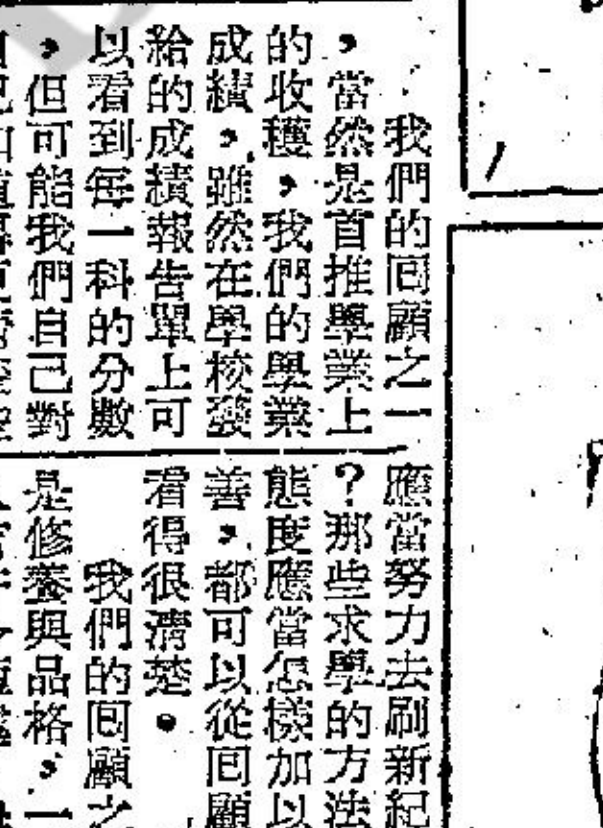 我們的回顧之一
，當然是首推學業上
的收穫，我們的學業
成績，雖然在學校發
給的成績報告單上可
以看到每一科的分數
，但可能我們自己對
應當努力去刷新紀
？那些求學的方法
態度應當怎樣加以
善，都可以從回顧
看得很清楚。
我們的回顧之
是修養與品格，一